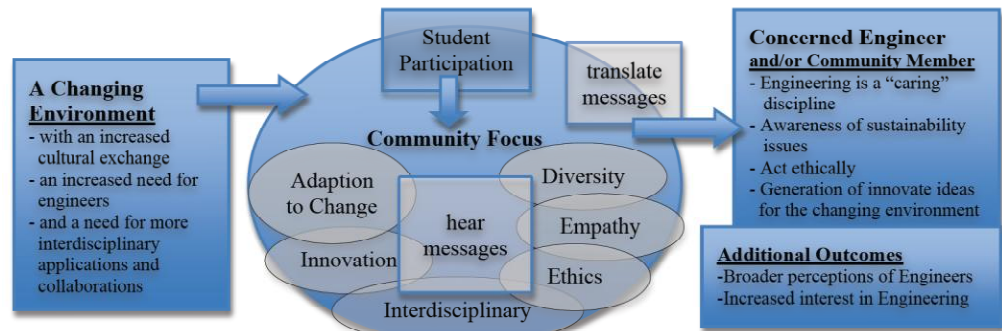 A Changing
Environment
- with an increased
cultural exchange
- an increased need for
engineers
- and a need for more
interdisciplinary
applications and
collaborations
Student
Participation
Community Focus
Adaption
to Change
Innovation
Interdisciplinary
hear
messages
Diversity
Empathy
Ethics
translate
messages
Concerned Engineer
and/or Community Member
- Engineering is a “caring”
discipline
- Awareness of sustainability
issues
- Act ethically
- Generation of innovate ideas
for the changing environment
Additional Outcomes
-Broader perceptions of Engineers
-Increased interest in Engineering